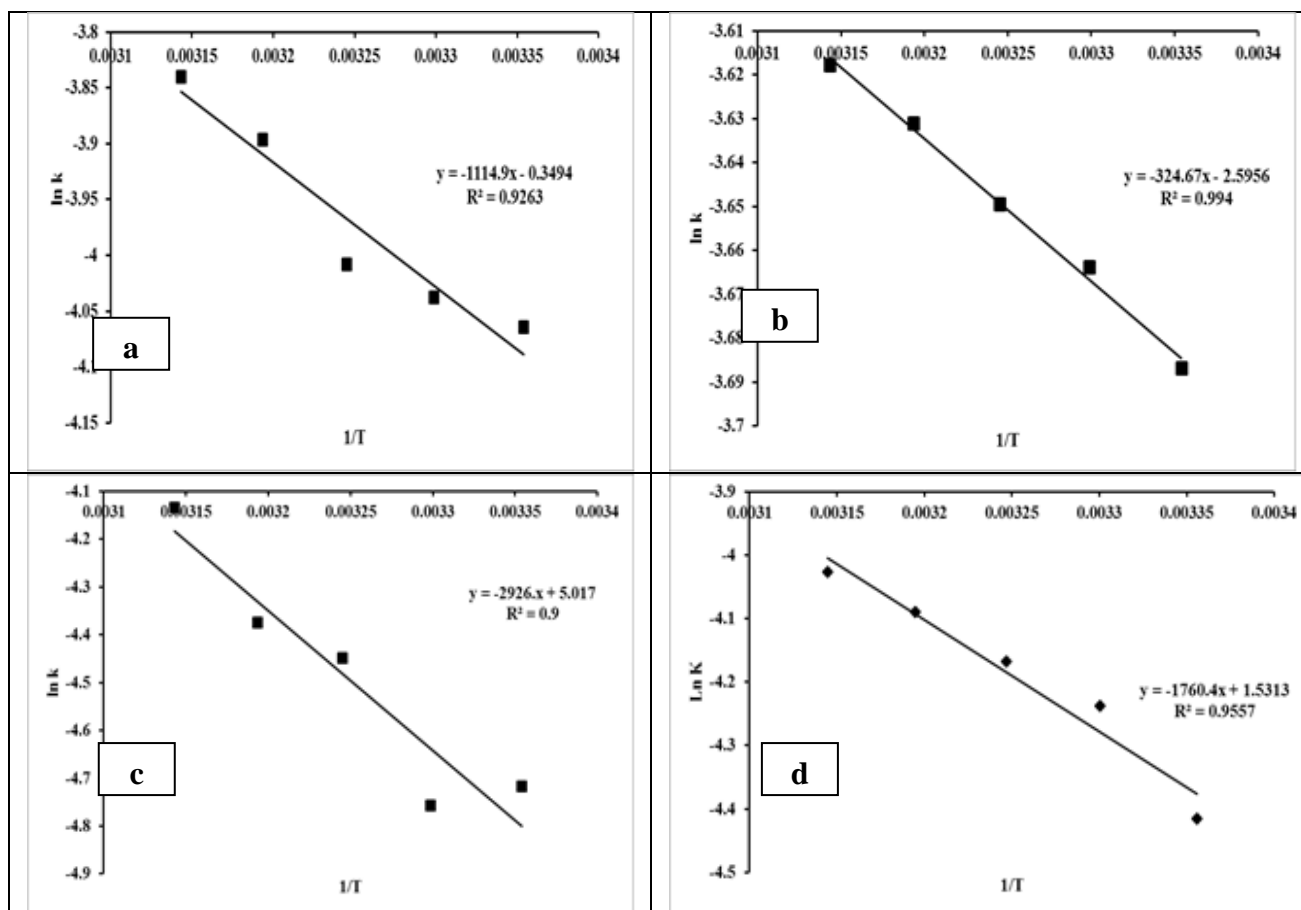 -3.8
0.0031 0.00315 0.0032 0.00325 0.0033 0.00335 0.0034
-3.85
-3.9
-3.95
-4
-4.05
-4.15
ln k
y = -1114.9x - 0.3494
R² = 0.9263
a
1/T
-3.61
0.0031 0.00315 0.0032 0.00325 0.0033 0.00335 0.0034
-3.62
-3.63
-3.64
-3.65
-3.66
-3.67
-3.68
-3.69
-3.7
ln k
y = -324.67x - 2.5956
R² = 0.994
b
1/T
-4.1
0.0031 0.00315 0.0032 0.00325 0.0033 0.00335 0.0034
-4.2
-4.3
-4.4
-4.5
-4.6
-4.7
-4.8
-4.9
ln k
y = -2926.x + 5.017
R² = 0.9
c
1/T
-3.9
0.0031 0.00315 0.0032 0.00325 0.0033 0.00335 0.0034
-4
-4.1
-4.2
-4.3
-4.4
-4.5
Ln K
y = -1760.4x + 1.5313
R² = 0.9557
d
1/T